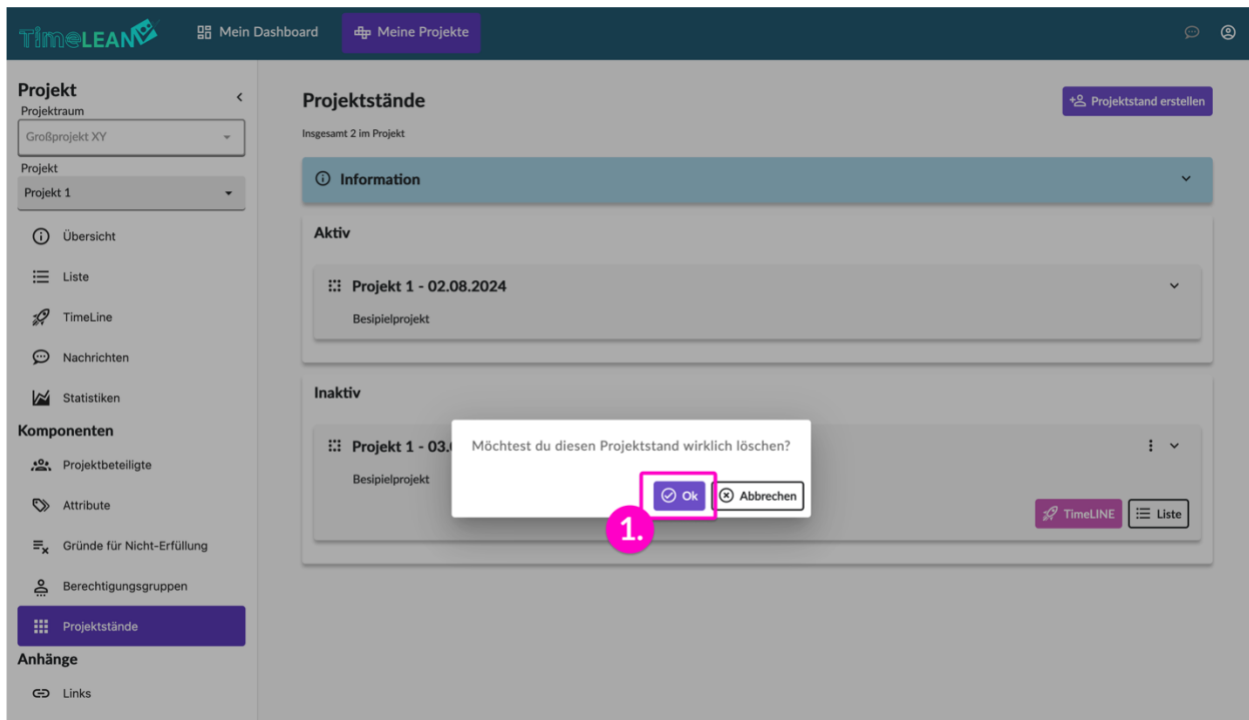 TimeLEAN
Mein Dashboard
Meine Projekte
Projekt
Projektraum
Großprojekt XY
Projekt
Projekt 1
Übersicht
Liste
TimeLine
Nachrichten
Statistiken
Komponenten
Projektbeteiligte
Attribute
Gründe für Nicht-Erfüllung
Berechtigungsgruppen
Projektstände
Anhänge
Links
Projektstände
Projektstand erstellen
Insgesamt 2 im Projekt
Information
Aktiv
Projekt 1 - 02.08.2024
Besipielprojekt
Inaktiv
Projekt 1 - 03.
Besipielprojekt
Möchtest du diesen Projektstand wirklich löschen?
Ok
Abbrechen
1.
TimeLINE
Liste